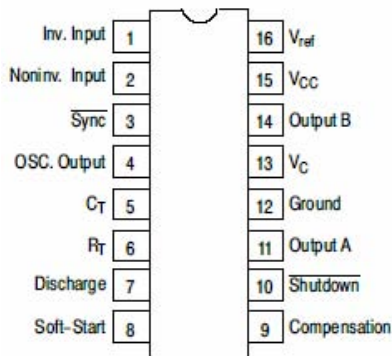 Inv. Input 1 16 Vref
Noninv. Input 2 15 VCC
Sync 3 14 Output B
OSC. Output 4 13 VC
CT 5 12 Ground
RT 6 11 Output A
Discharge 7 10 Shutdown
Soft-Start 8 9 Compensation